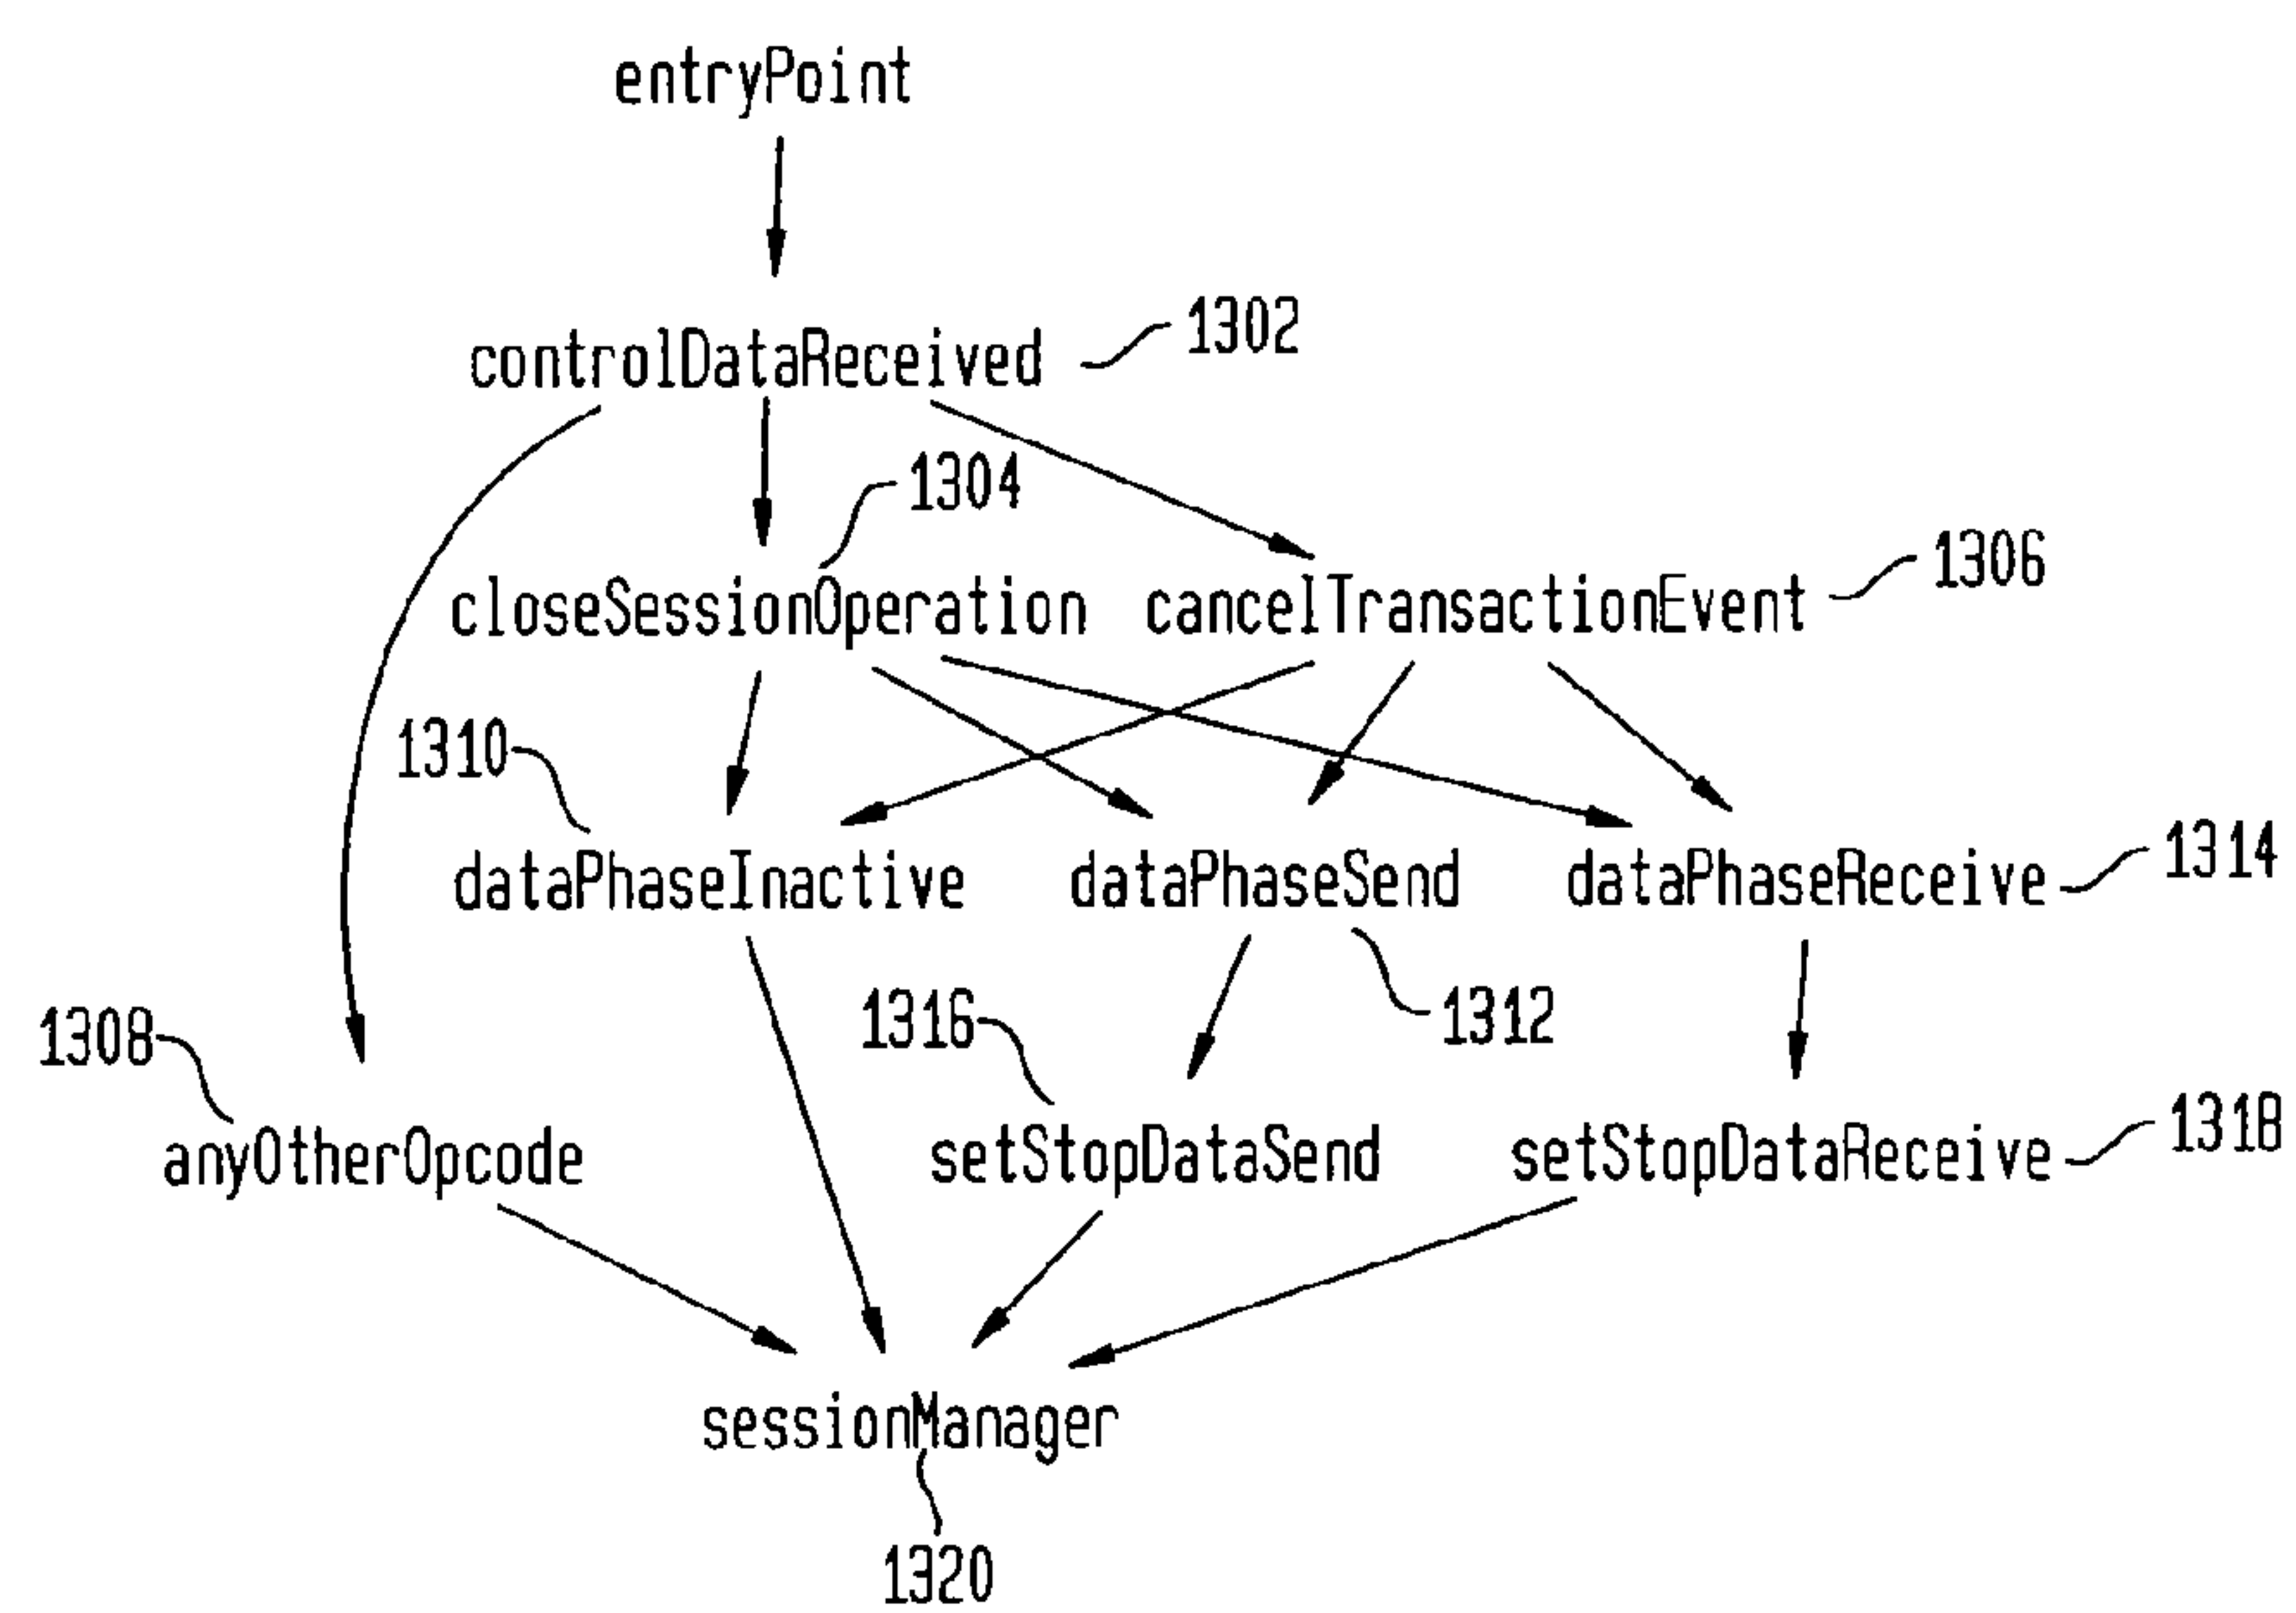 entryPoint
controlDataReceived 1302
1304
closeSessionOperation cancelTransactionEvent 1306
1310
dataPhaseInactive dataPhaseSend dataPhaseReceive 1314
1308 1316 1312
anyOtherOpcode setStopDataSend setStopDataReceive 1318
sessionManager
1320